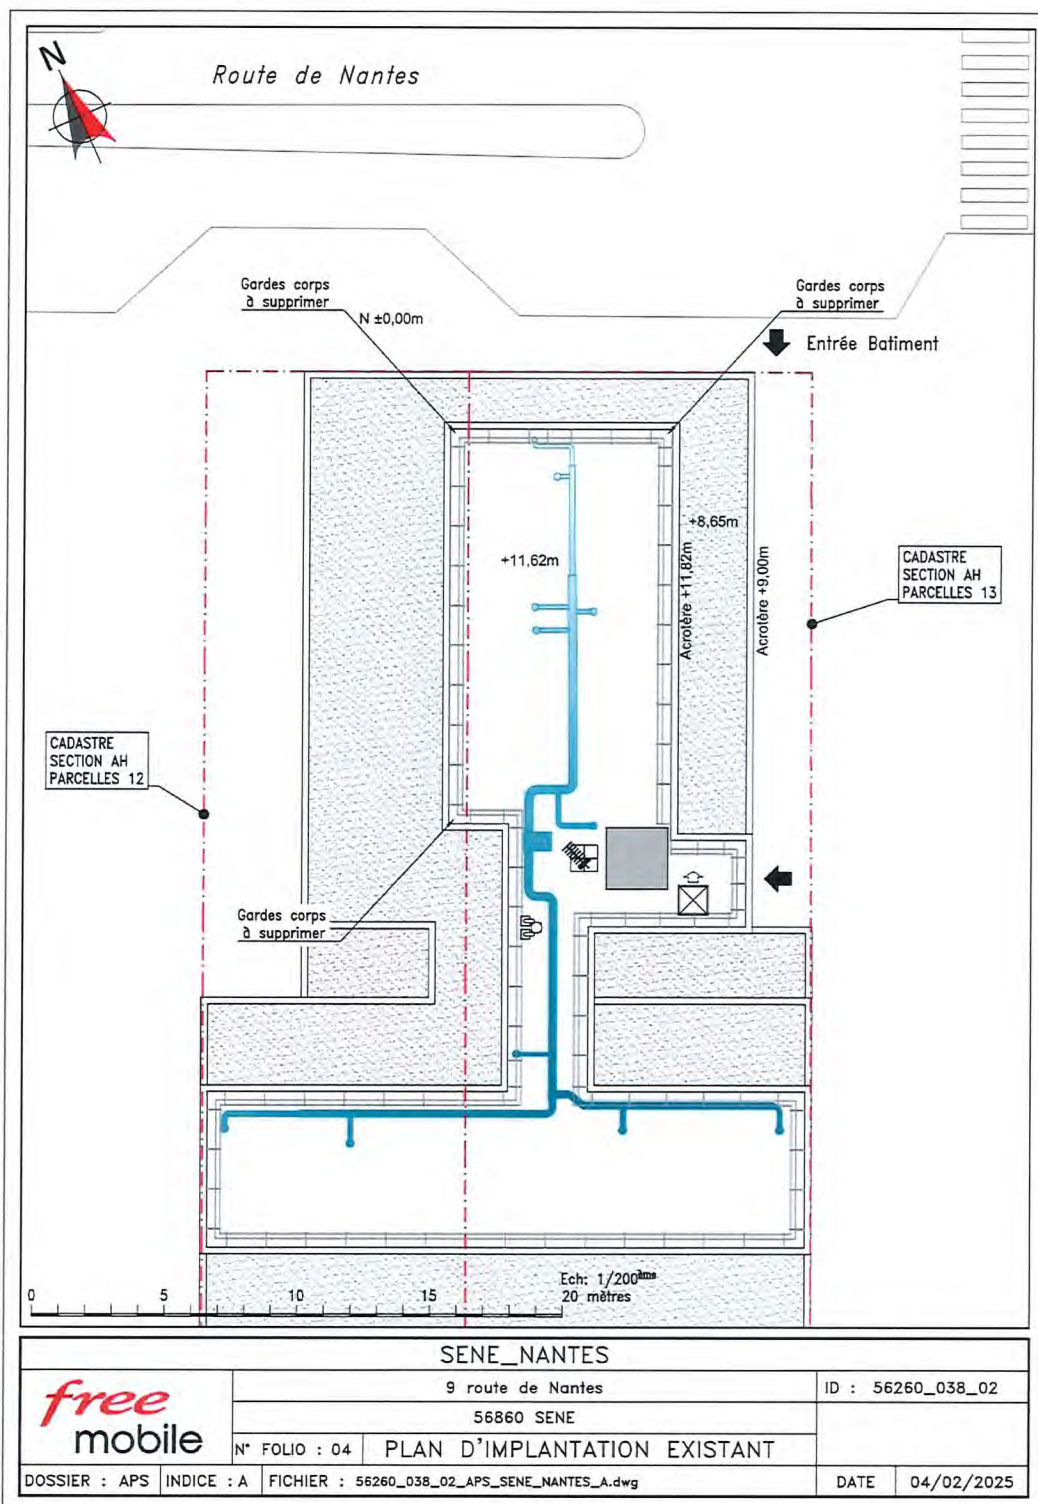 N
Route de Nantes
Gardes corps
à supprimer
N ±0,00m
Gardes corps
à supprimer
Entrée Batiment
+8,65m
+11,62m
Acrotère +11,82m
Acrotère +9,00m
CADASTRE
SECTION AH
PARCELLES 13
CADASTRE
SECTION AH
PARCELLES 12
Gardes corps
à supprimer
Ech: 1/200ème
0 5 10 15 20 mètres
SENE_NANTES
free
mobile
9 route de Nantes
ID : 56260_038_02
56860 SENE
N° FOLIO : 04
PLAN D'IMPLANTATION EXISTANT
DOSSIER : APS
INDICE : A
FICHIER : 56260_038_02_APS_SENE_NANTES_A.dwg
DATE
04/02/2025